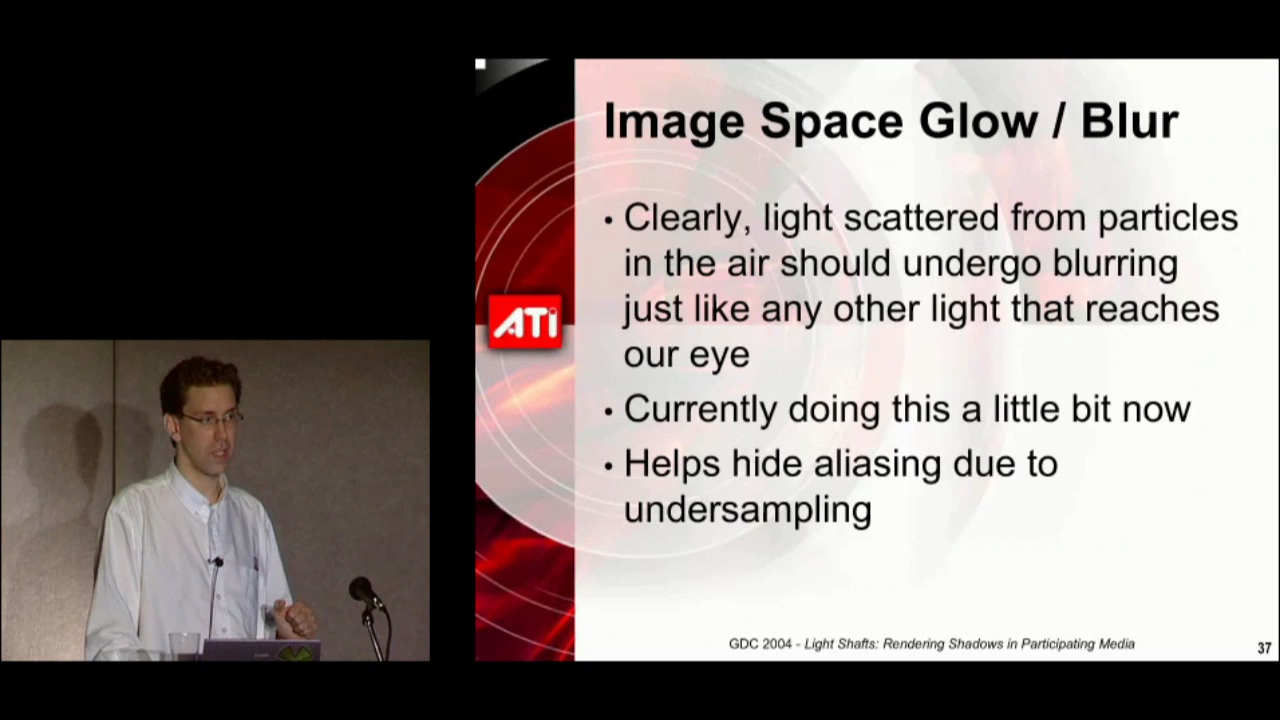 Image Space Glow / Blur
• Clearly, light scattered from particles
in the air should undergo blurring
just like any other light that reaches
our eye
• Currently doing this a little bit now
• Helps hide aliasing due to
undersampling
ATi
GDC 2004 - Light Shafts: Rendering Shadows in Participating Media
37